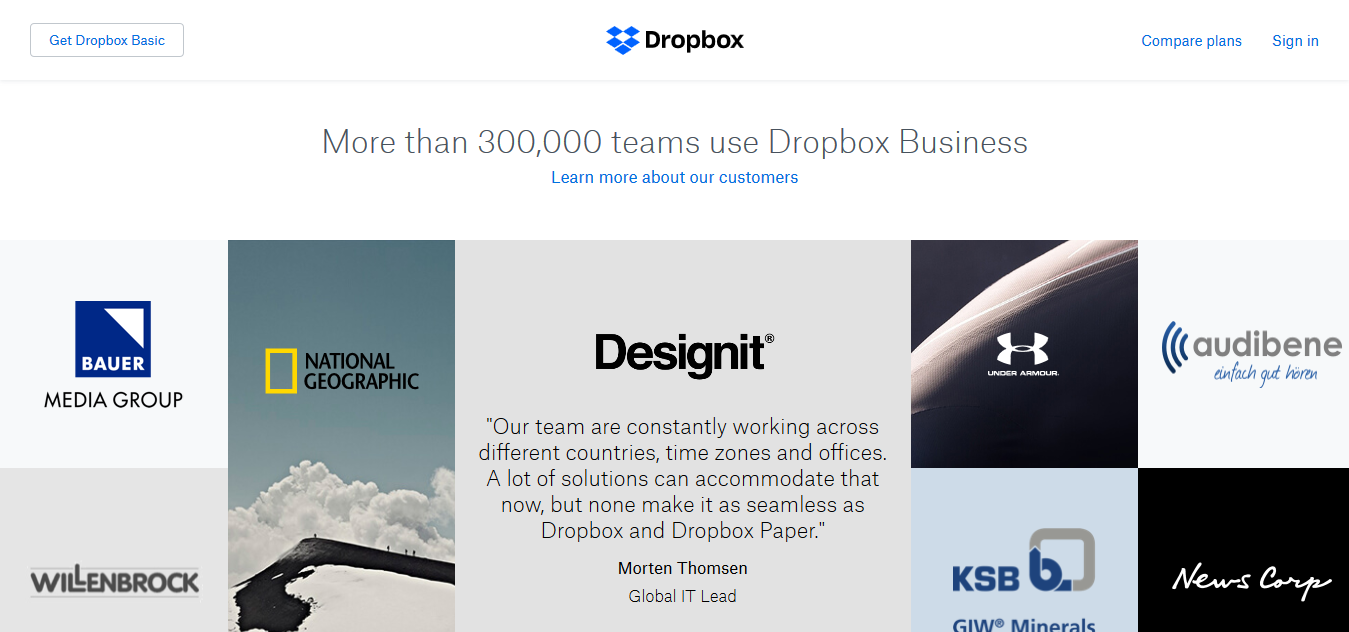 Get Dropbox Basic
Dropbox
Compare plans
Sign in
More than 300,000 teams use Dropbox Business
Learn more about our customers
BAUER
MEDIA GROUP
NATIONAL
GEOGRAPHIC
Designit®
"Our team are constantly working across
different countries, time zones and offices.
A lot of solutions can accommodate that
now, but none make it as seamless as
Dropbox and Dropbox Paper."
Morten Thomsen
Global IT Lead
UNDER ARMOUR.
audibene
einfach gut hören
WILLENBROCK
KSB b.
GIW® Minerals
News Corp